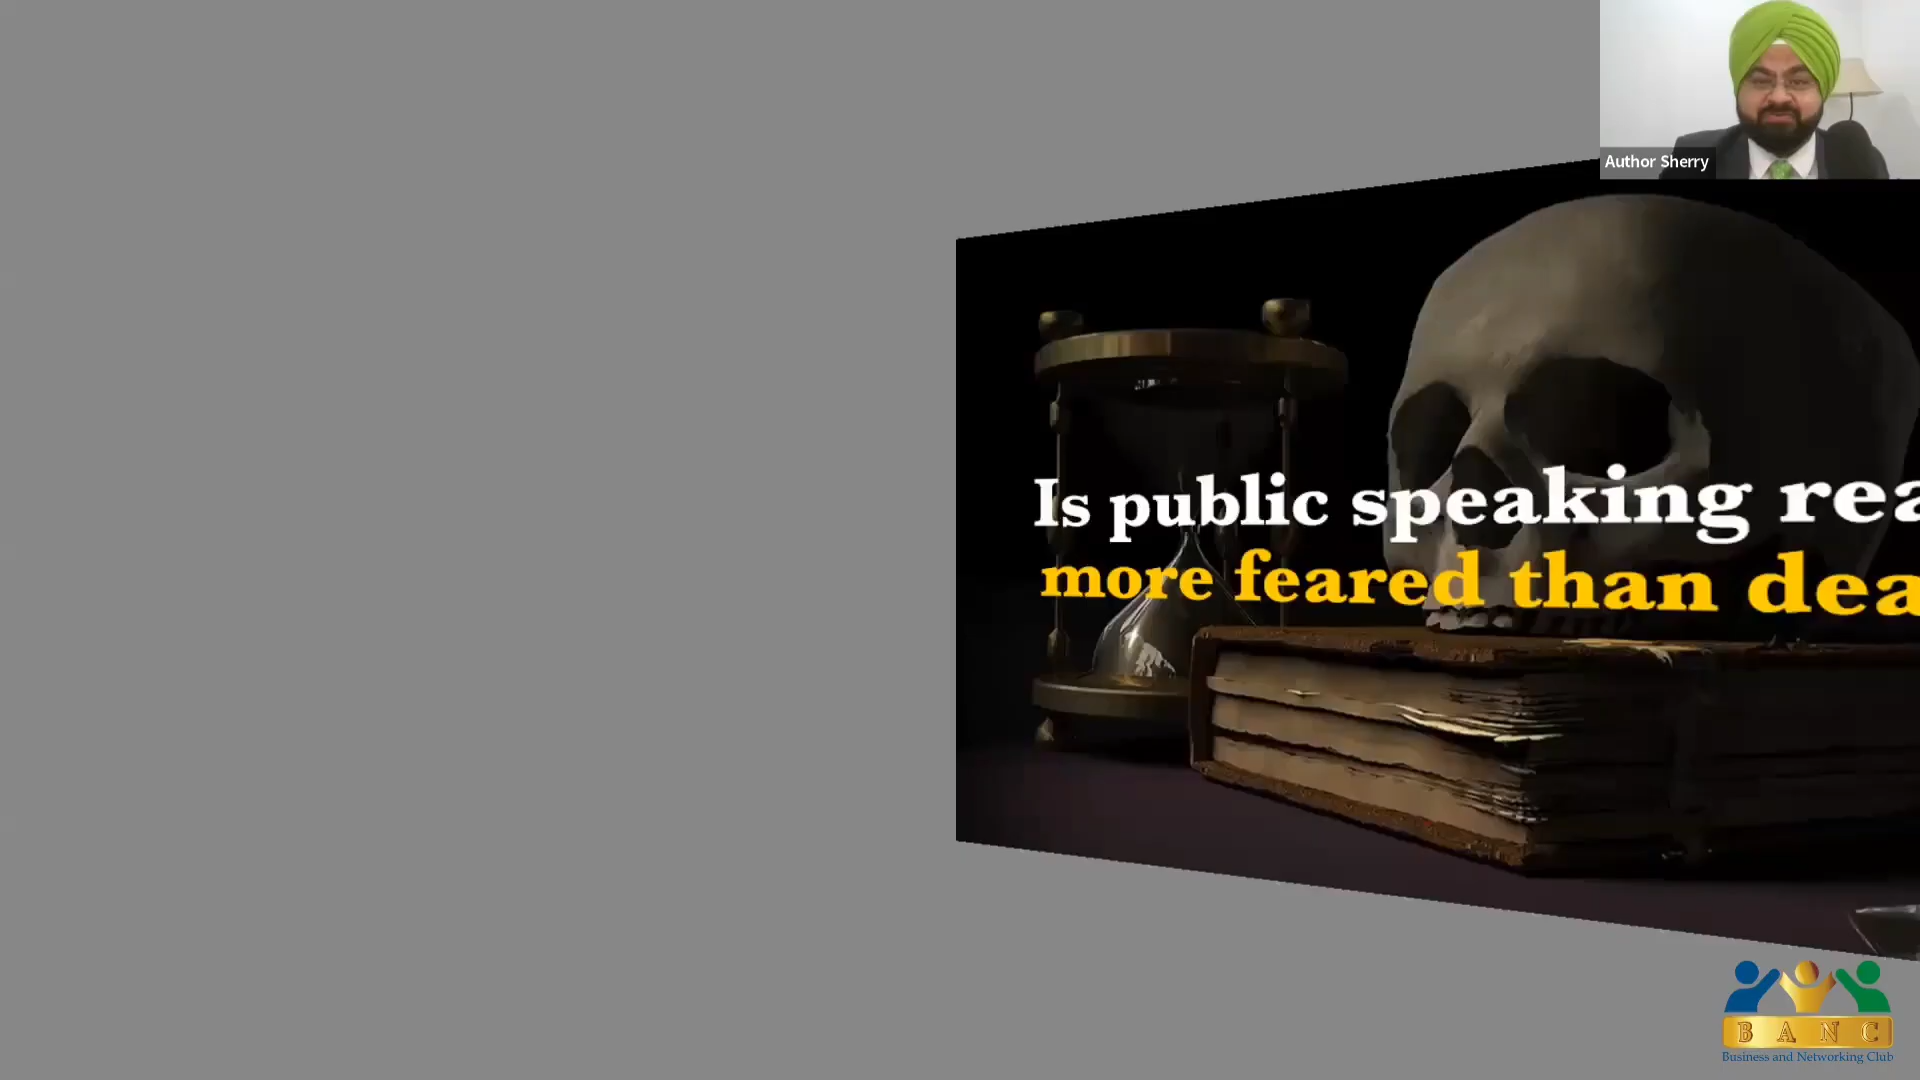 Author Sherry
Is public speaking rea
more feared than dea
B A N C
Business and Networking Club